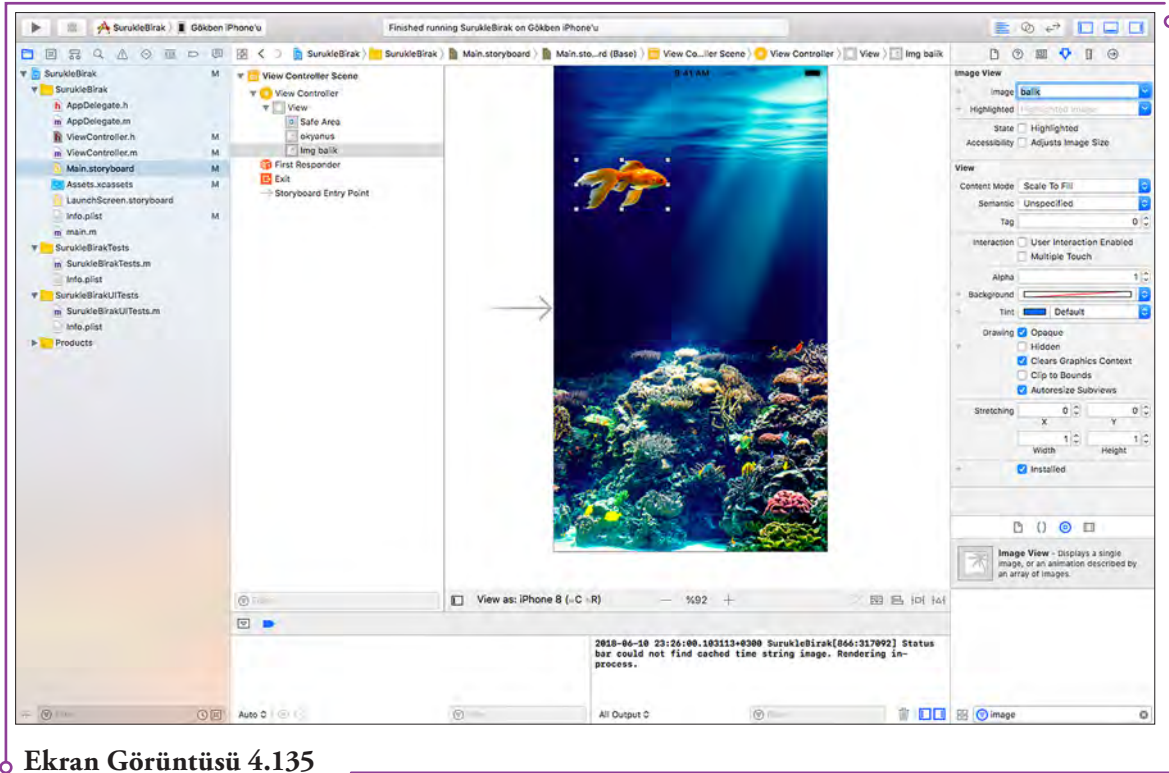 SurukleBirak
Gökben iPhone'u
Finished running SurukleBirak on Gökben iPhone'u
SurukleBirak
SurukleBirak
Main.storyboard
Main.sto...rd (Base)
View Co...ller Scene
View Controller
View
Img balik
SurukleBirak M
SurukleBirak
AppDelegate.h
AppDelegate.m
ViewController.h M
ViewController.m M
Main.storyboard M
Assets.xcassets M
LaunchScreen.storyboard
Info.plist M
main.m
SurukleBirakTests
SurukleBirakTests.m
Info.plist
SurukleBirakUITests
SurukleBirakUITests.m
Info.plist
Products
View Controller Scene
View Controller
View
Safe Area
okyanus
Img balik
First Responder
Exit
Storyboard Entry Point
9:41 AM
Image View
Image balik
Highlighted Highlighted Image
State Highlighted
Accessibility Adjusts Image Size
View
Content Mode Scale To Fill
Semantic Unspecified
Tag 0
Interaction User Interaction Enabled
Multiple Touch
Alpha 1
Background
Tint Default
Drawing Opaque
Hidden
Clears Graphics Context
Clip to Bounds
Autoresize Subviews
Stretching 0 0
X Y
1 1
Width Height
Installed
Image View - Displays a single
image, or an animation described by
an array of images.
Filter
View as: iPhone 8 (wC hR)
%92
2018-06-10 23:26:00.103113+0300 SurukleBirak[866:317092] Status
bar could not find cached time string image. Rendering in-
process.
Filter
Auto
Filter
All Output
Filter
image
Ekran Görüntüsü 4.135